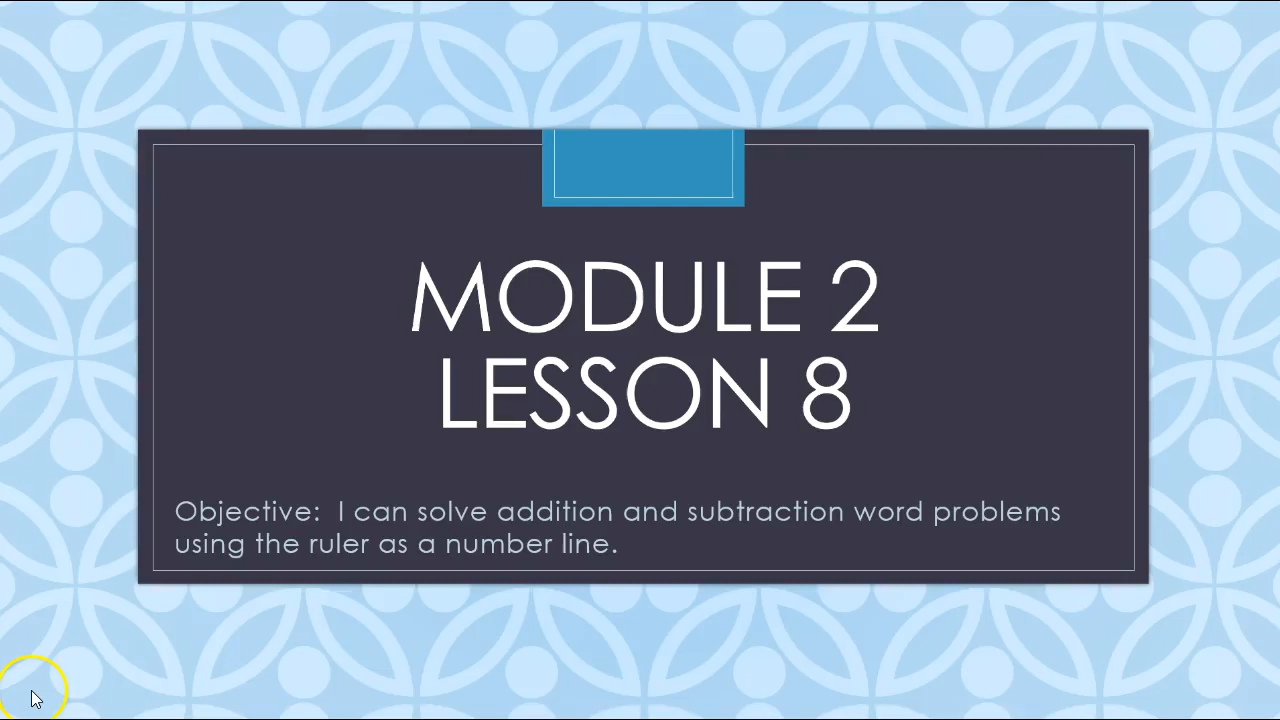 MODULE 2
LESSON 8
Objective:  I can solve addition and subtraction word problems
using the ruler as a number line.